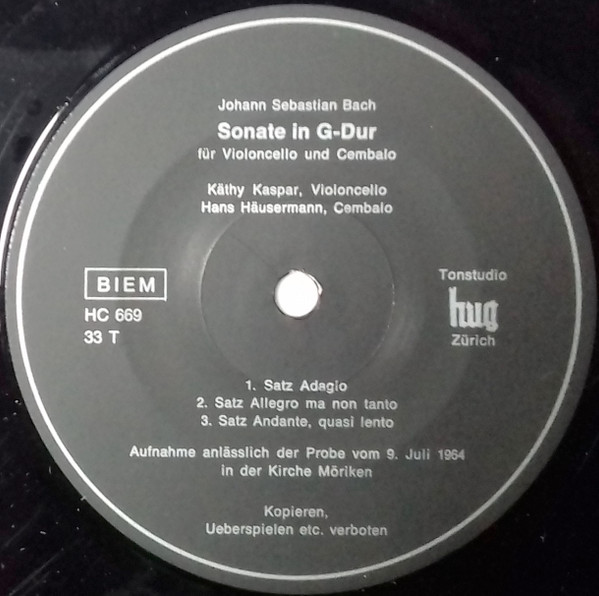 Johann Sebastian Bach
Sonate in G-Dur
für Violoncello und Cembalo
Käthy Kaspar, Violoncello
Hans Häusermann, Cembalo
BIEM
HC 669
33 T
Tonstudio
hug
Zürich
1. Satz Adagio
2. Satz Allegro ma non tanto
3. Satz Andante, quasi lento
Aufnahme anlässlich der Probe vom 9. Juli 1964
in der Kirche Möriken
Kopieren,
Ueberspielen etc. verboten